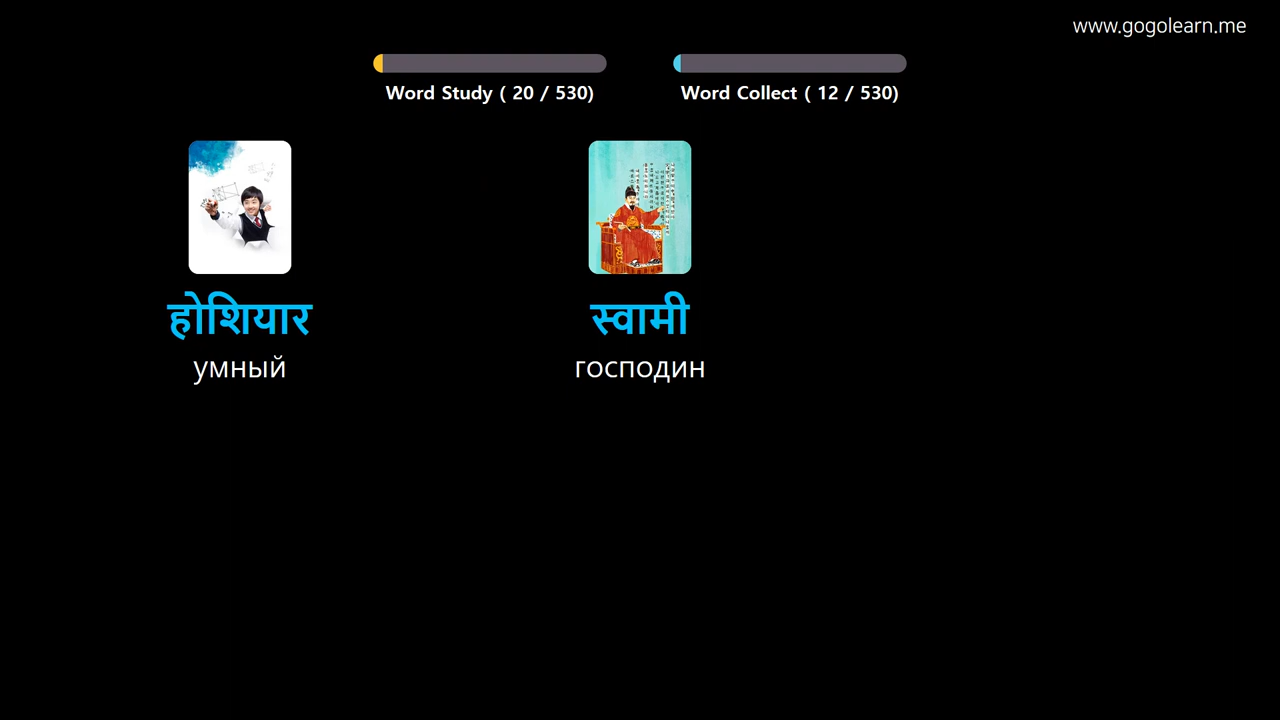 www.gogolearn.me
Word Study ( 20 / 530)
Word Collect ( 12 / 530)
होशियार
умный
स्वामी
господин